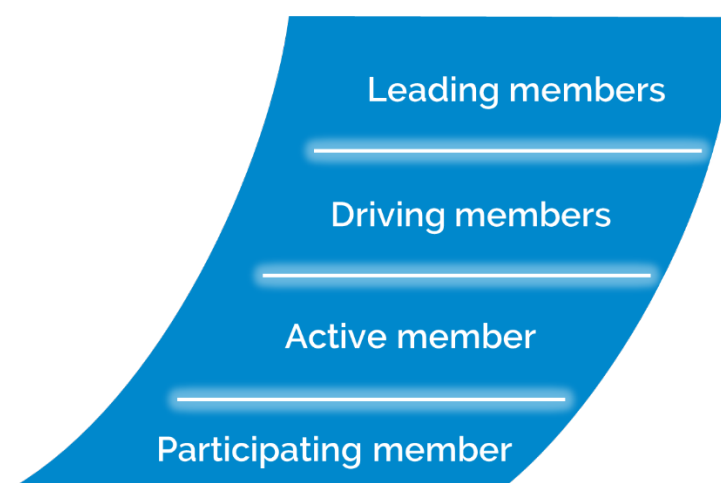 Leading members
Driving members
Active member
Participating member